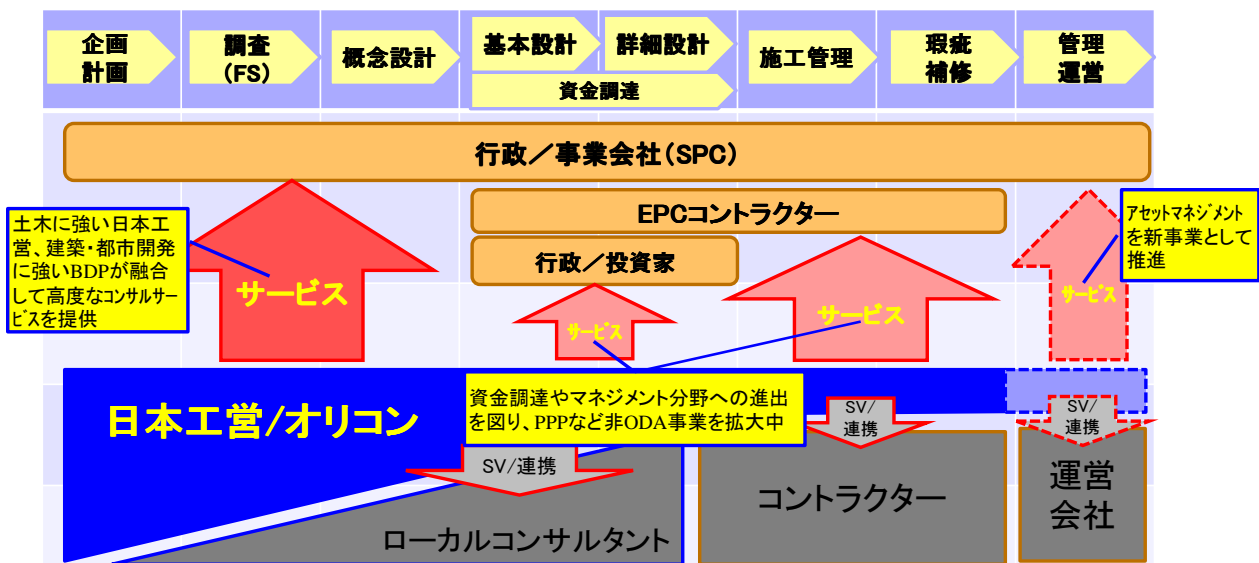 企画
計画
調査
(FS)
概念設計
基本設計
詳細設計
資金調達
施工管理
瑕疵
補修
管理
運営
行政／事業会社(SPC)
EPCコントラクター
行政／投資家
土木に強い日本工
営、建築・都市開発
に強いBDPが融合
して高度なコンサルサー
ビスを提供
アセットマネジメント
を新事業として
推進
サービス
サービス
サービス
サービス
日本工営/オリコン
資金調達やマネジメント分野への進出
を図り、PPPなど非ODA事業を拡大中
SV/
連携
SV/
連携
SV/連携
ローカルコンサルタント
コントラクター
運営
会社